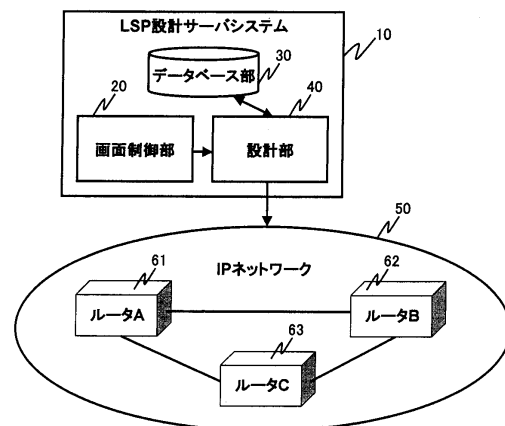 LSP設計サーバシステム
10
データベース部
30
20
40
画面制御部
設計部
50
IPネットワーク
61
62
ルータA
ルータB
63
ルータC